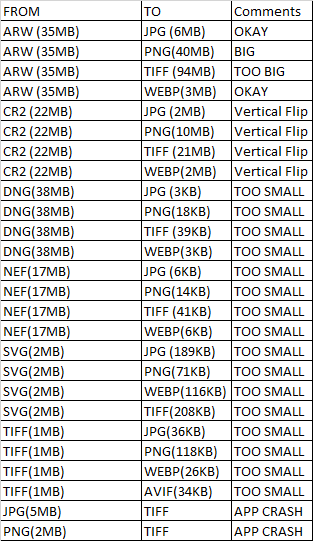 FROM TO Comments
ARW (35MB) JPG (6MB) OKAY
ARW (35MB) PNG(40MB) BIG
ARW (35MB) TIFF (94MB) TOO BIG
ARW (35MB) WEBP(3MB) OKAY
CR2 (22MB) JPG (2MB) Vertical Flip
CR2 (22MB) PNG(10MB) Vertical Flip
CR2 (22MB) TIFF (21MB) Vertical Flip
CR2 (22MB) WEBP(2MB) Vertical Flip
DNG(38MB) JPG (3KB) TOO SMALL
DNG(38MB) PNG(18KB) TOO SMALL
DNG(38MB) TIFF (39KB) TOO SMALL
DNG(38MB) WEBP(3KB) TOO SMALL
NEF(17MB) JPG (6KB) TOO SMALL
NEF(17MB) PNG(14KB) TOO SMALL
NEF(17MB) TIFF (41KB) TOO SMALL
NEF(17MB) WEBP(6KB) TOO SMALL
SVG(2MB) JPG (189KB) TOO SMALL
SVG(2MB) PNG(71KB) TOO SMALL
SVG(2MB) WEBP(116KB) TOO SMALL
SVG(2MB) TIFF(208KB) TOO SMALL
TIFF(1MB) JPG(36KB) TOO SMALL
TIFF(1MB) PNG(118KB) TOO SMALL
TIFF(1MB) WEBP(26KB) TOO SMALL
TIFF(1MB) AVIF(34KB) TOO SMALL
JPG(5MB) TIFF APP CRASH
PNG(2MB) TIFF APP CRASH